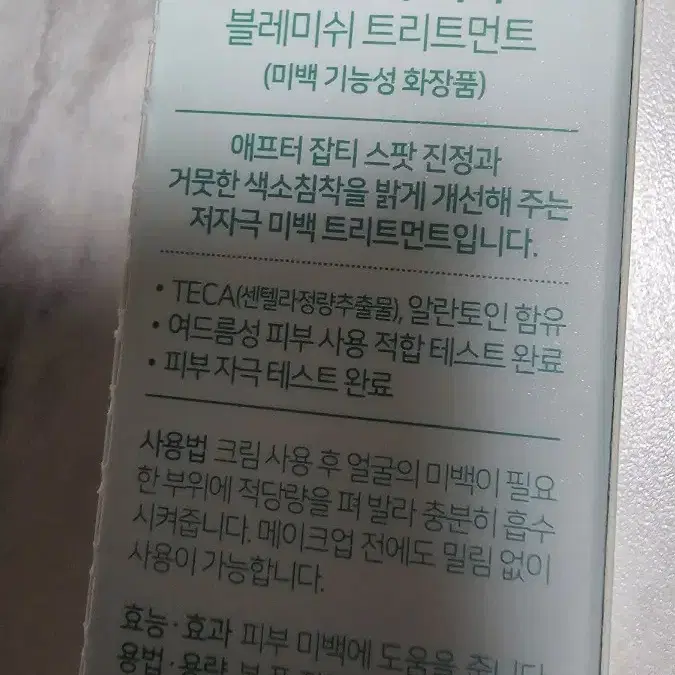 블레미쉬 트리트먼트
(미백 기능성 화장품)
애프터 잡티 스팟 진정과
거뭇한 색소침착을 밝게 개선해 주는
저자극 미백 트리트먼트입니다.
• TECA(센텔라정량추출물), 알란토인 함유
• 여드름성 피부 사용 적합 테스트 완료
• 피부 자극 테스트 완료
사용법 크림 사용 후 얼굴의 미백이 필요
한 부위에 적당량을 펴 발라 충분히 흡수
시켜줍니다. 메이크업 전에도 밀림 없이
사용이 가능합니다.
효능·효과 피부 미백에 도움을 줍니다
용법·용량 본 품